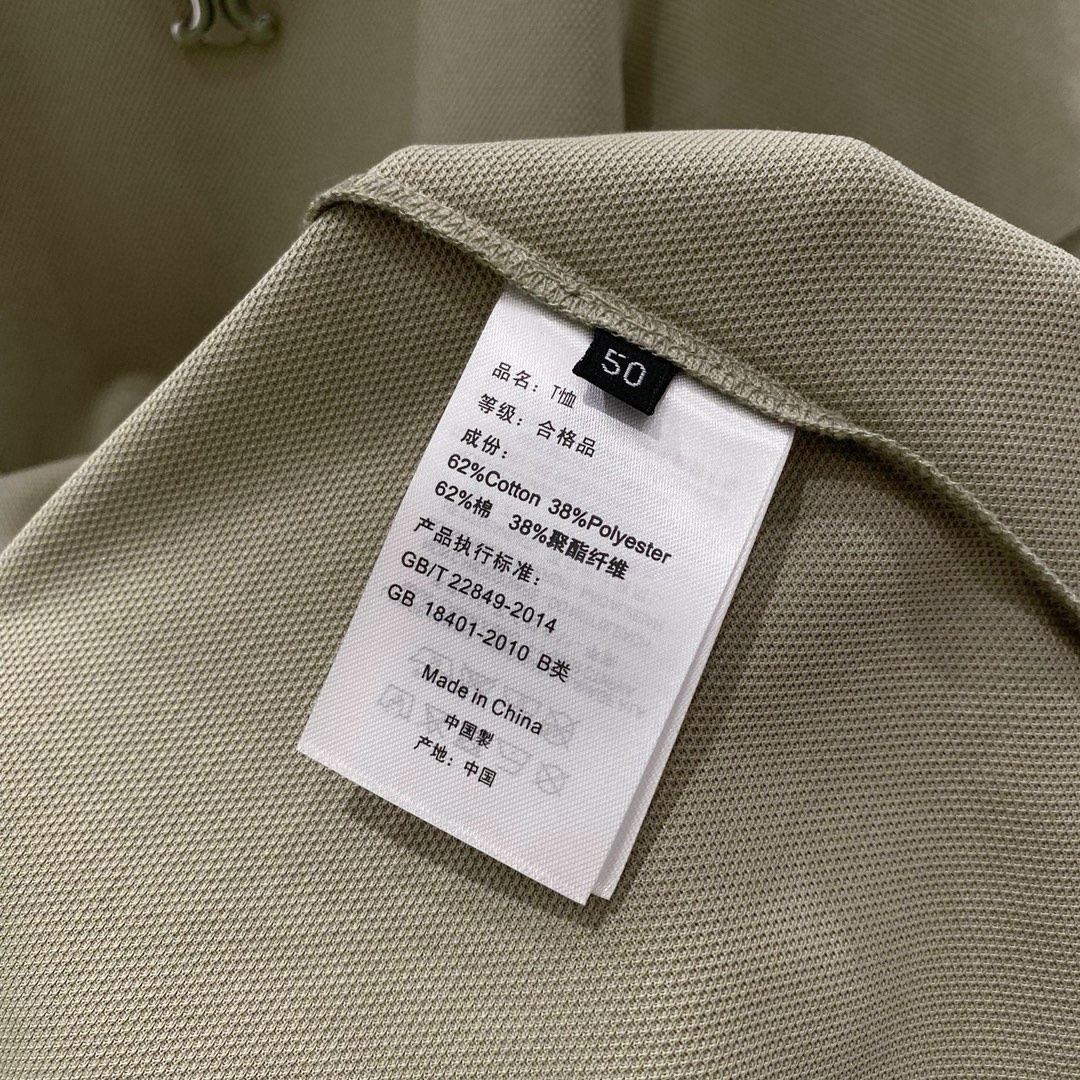 50
品名：T恤
等级：合格品
成份：
62%Cotton 38%Polyester
62%棉 38%聚酯纤维
产品执行标准：
GB/T 22849-2014
GB 18401-2010 B类
Made in China
中国製
产地：中国